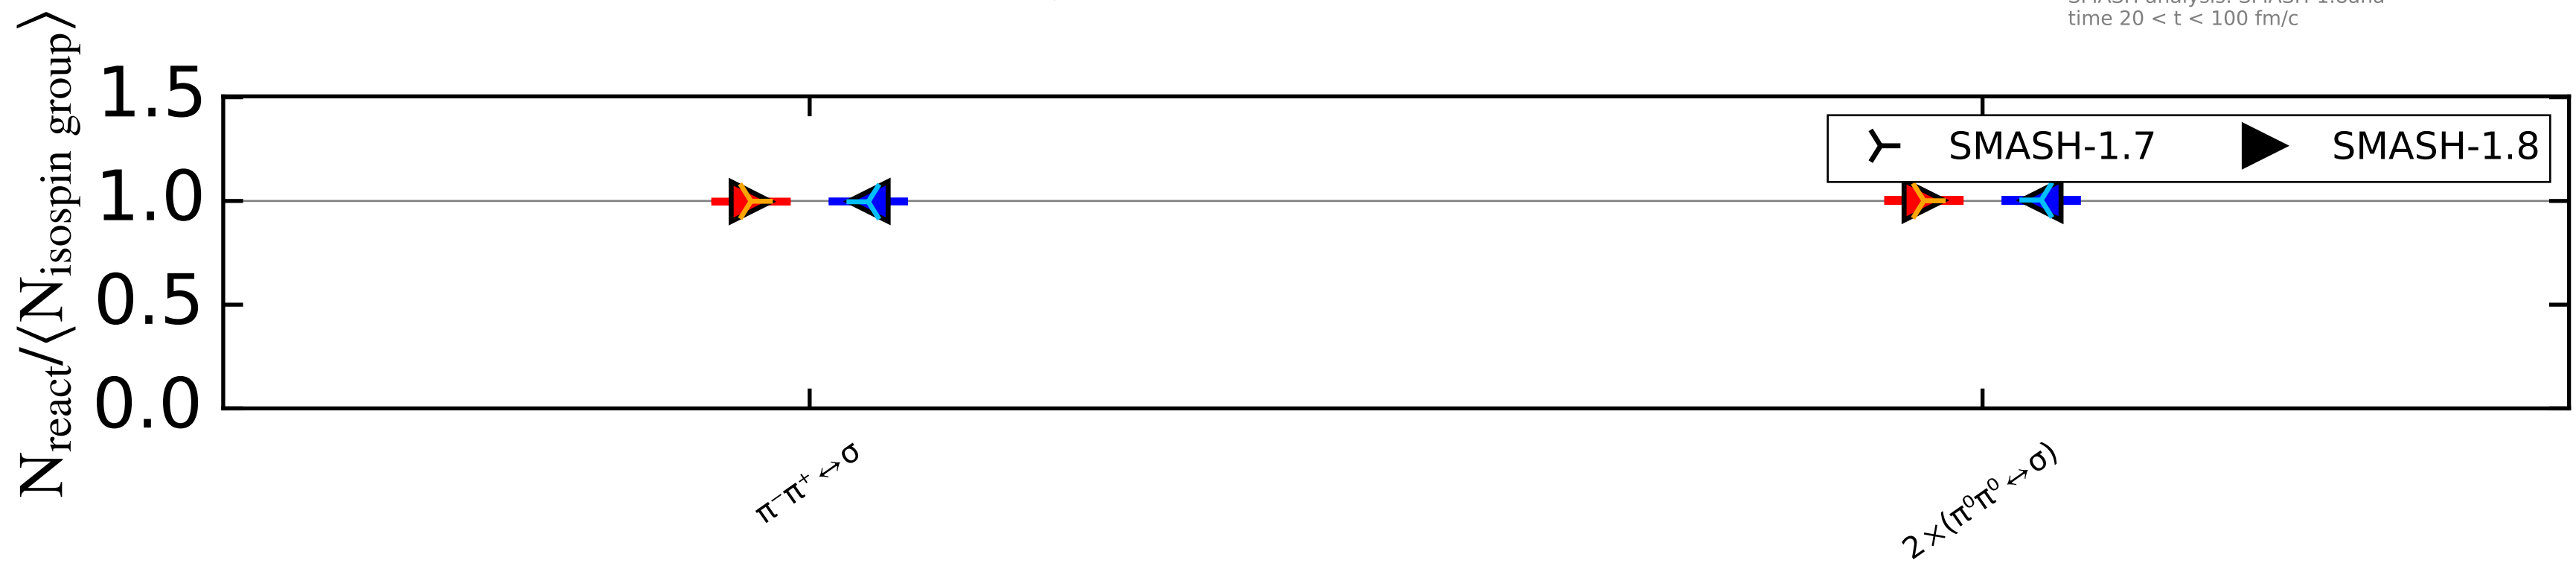 time 20 < t < 100 fm/c
N_react/⟨N_isospin group⟩
1.5
1.0
0.5
0.0
SMASH-1.7 SMASH-1.8
π⁻π⁺↔σ
2×(π⁰π⁰↔σ)